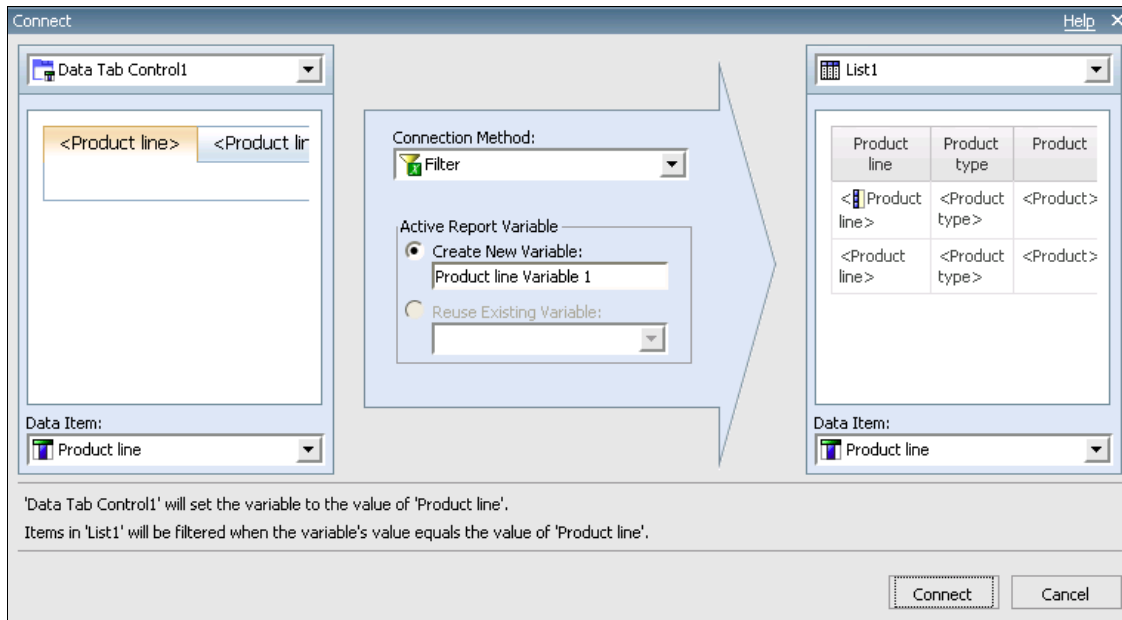 Connect
Help
Data Tab Control1
<Product line>
<Product lin
Connection Method:
Filter
Active Report Variable
Create New Variable:
Product line Variable 1
Reuse Existing Variable:
List1
Product line
Product type
Product
<Product line>
<Product type>
<Product>
<Product line>
<Product type>
<Product>
Data Item:
Product line
Data Item:
Product line
'Data Tab Control1' will set the variable to the value of 'Product line'.
Items in 'List1' will be filtered when the variable's value equals the value of 'Product line'.
Connect
Cancel